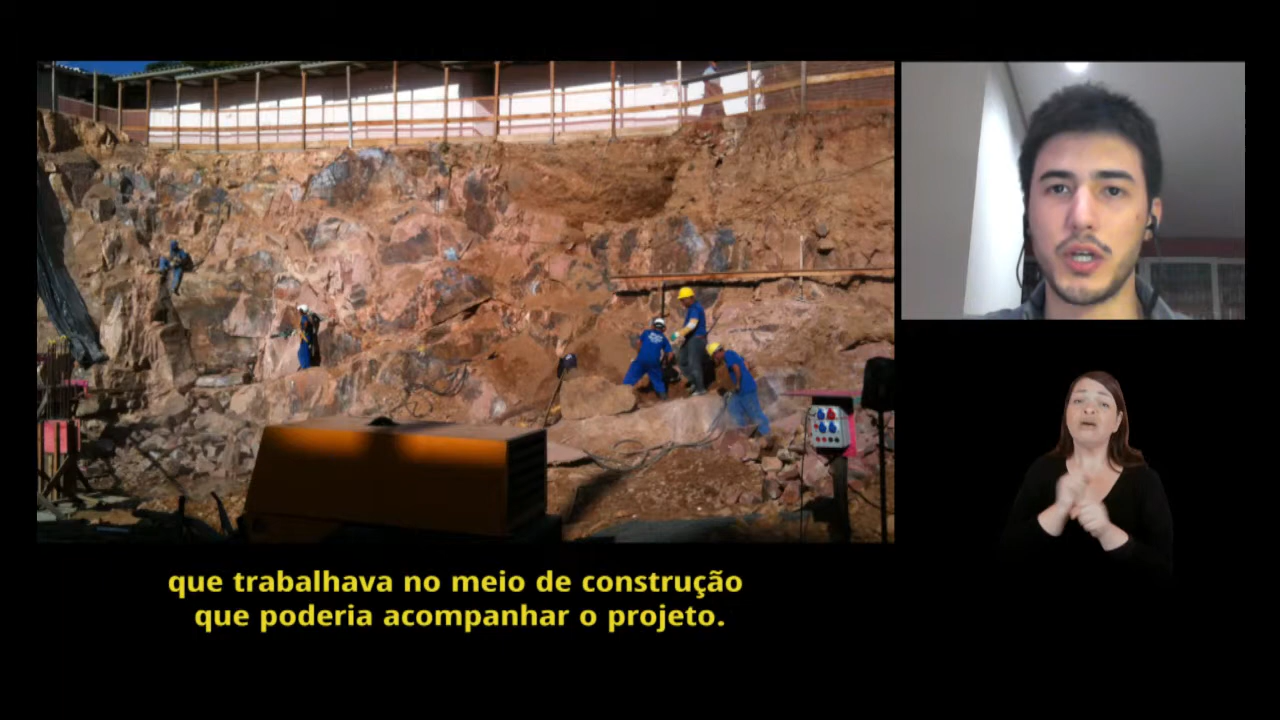 que trabalhava no meio de construção
que poderia acompanhar o projeto.